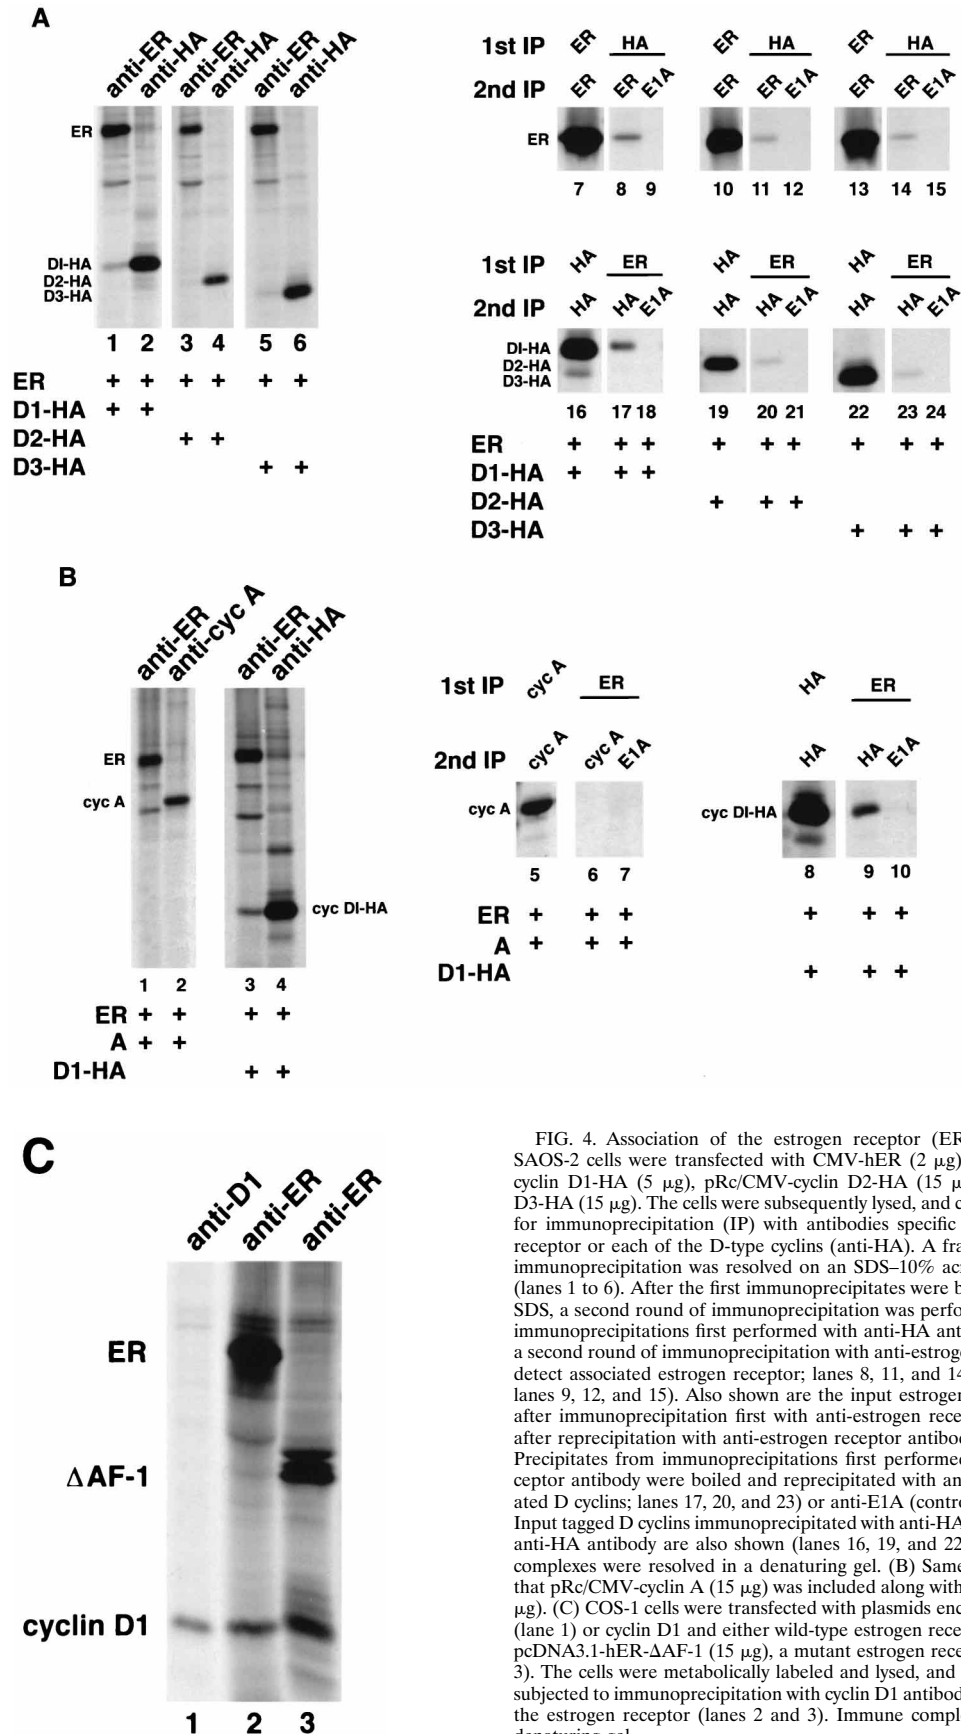 A
anti-ER anti-HA anti-ER anti-HA anti-ER anti-HA
ER
DI-HA
D2-HA
D3-HA
1 2 3 4 5 6
ER + + + + + +
D1-HA + +
D2-HA + +
D3-HA + +
1st IP ER HA ER HA ER HA
2nd IP ER ER E1A ER ER E1A ER ER E1A
ER
7 8 9 10 11 12 13 14 15
1st IP HA ER HA ER HA ER
2nd IP HA HA E1A HA HA E1A HA HA E1A
DI-HA
D2-HA
D3-HA
16 17 18 19 20 21 22 23 24
ER + + + + + + + + +
D1-HA + + +
D2-HA + + +
D3-HA + + +
B
anti-ER anti-cyc A anti-ER anti-HA
ER
cyc A
cyc DI-HA
1 2 3 4
ER + + + +
A + +
D1-HA + +
1st IP cyc A ER HA ER
2nd IP cyc A cyc A E1A HA HA E1A
cyc A
cyc DI-HA
5 6 7 8 9 10
ER + + + + + +
A + + +
D1-HA + + +
C
anti-D1 anti-ER anti-ER
ER
ΔAF-1
cyclin D1
1 2 3
FIG. 4. Association of the estrogen receptor (ER
SAOS-2 cells were transfected with CMV-hER (2 μg)
cyclin D1-HA (5 μg), pRc/CMV-cyclin D2-HA (15 μ
D3-HA (15 μg). The cells were subsequently lysed, and c
for immunoprecipitation (IP) with antibodies specific
receptor or each of the D-type cyclins (anti-HA). A fra
immunoprecipitation was resolved on an SDS–10% acr
(lanes 1 to 6). After the first immunoprecipitates were b
SDS, a second round of immunoprecipitation was perfo
immunoprecipitations first performed with anti-HA ant
a second round of immunoprecipitation with anti-estroge
detect associated estrogen receptor; lanes 8, 11, and 14
lanes 9, 12, and 15). Also shown are the input estrogen
after immunoprecipitation first with anti-estrogen rece
after reprecipitation with anti-estrogen receptor antibod
Precipitates from immunoprecipitations first performed
ceptor antibody were boiled and reprecipitated with an
ated D cyclins; lanes 17, 20, and 23) or anti-E1A (contro
Input tagged D cyclins immunoprecipitated with anti-HA
anti-HA antibody are also shown (lanes 16, 19, and 22
complexes were resolved in a denaturing gel. (B) Same
that pRc/CMV-cyclin A (15 μg) was included along with
μg). (C) COS-1 cells were transfected with plasmids enc
(lane 1) or cyclin D1 and either wild-type estrogen rece
pcDNA3.1-hER-ΔAF-1 (15 μg), a mutant estrogen rece
3). The cells were metabolically labeled and lysed, and
subjected to immunoprecipitation with cyclin D1 antibod
the estrogen receptor (lanes 2 and 3). Immune comple